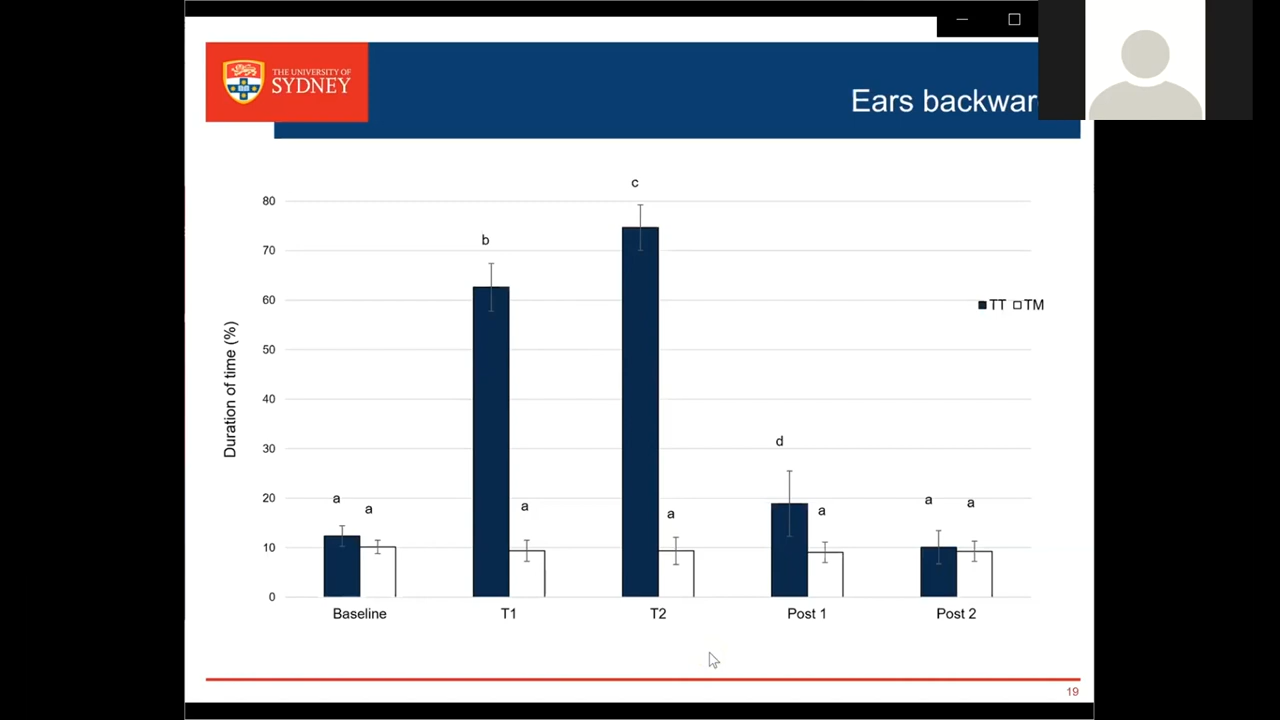 THE UNIVERSITY OF
SYDNEY
Ears backwar
c
80
b
70
60
TT TM
50
Duration of time (%)
40
d
30
20
a a a a a a a
10
0
Baseline T1 T2 Post 1 Post 2
19